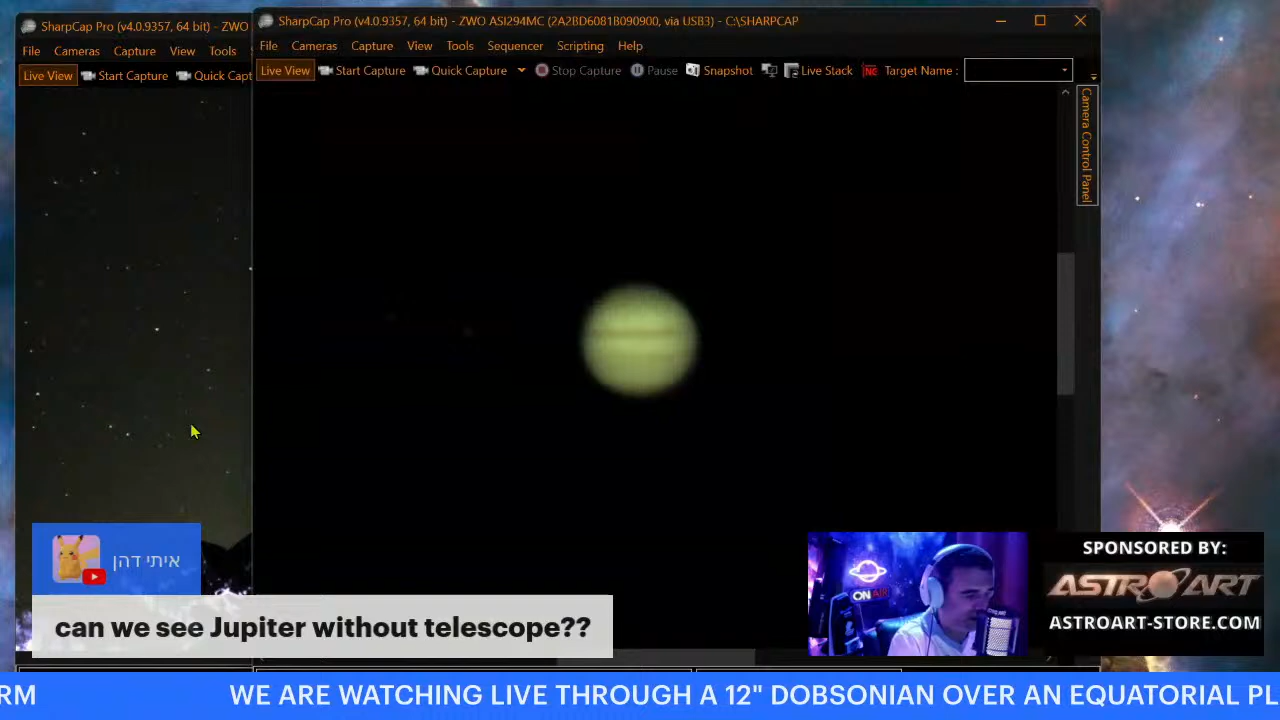 SharpCap Pro (v4.0.9357, 64 bit) - ZWO
File Cameras Capture View Tools
Live View Start Capture Quick Capt
SharpCap Pro (v4.0.9357, 64 bit) - ZWO ASI294MC (2A2BD6081B090900, via USB3) - C:\SHARPCAP
File Cameras Capture View Tools Sequencer Scripting Help
Live View Start Capture Quick Capture Stop Capture Pause Snapshot Live Stack Target Name :
Camera Control Panel
איתי דהן
can we see Jupiter without telescope??
ON AIR
SPONSORED BY:
ASTROART
ASTROART-STORE.COM
RM WE ARE WATCHING LIVE THROUGH A 12" DOBSONIAN OVER AN EQUATORIAL PL